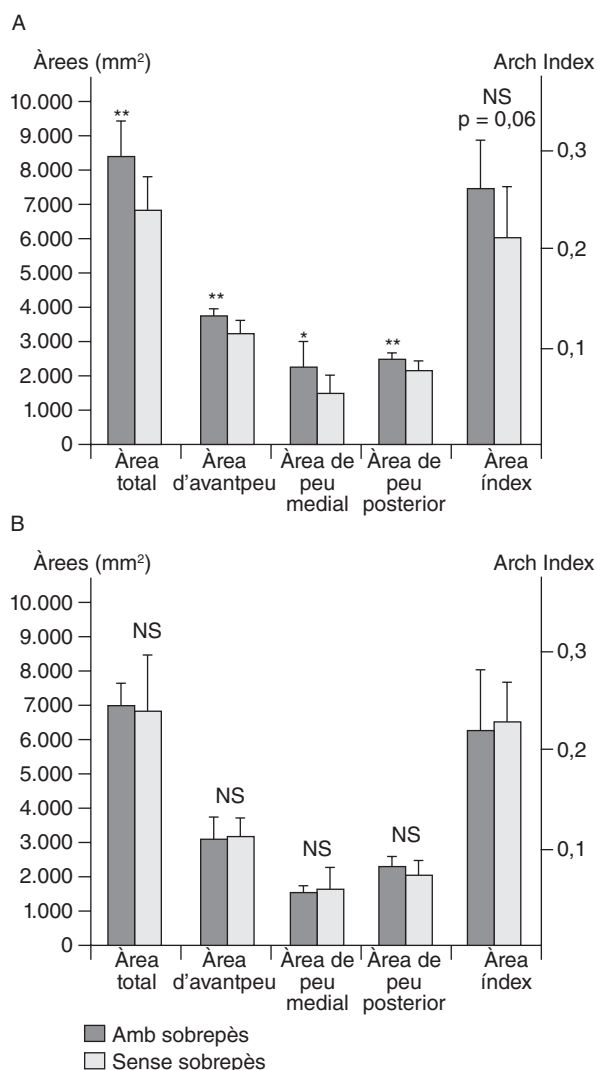 A
Àrees (mm²)
Arch Index
10.000
9.000
8.000
7.000
6.000
5.000
4.000
3.000
2.000
1.000
0
**
**
*
**
NS
p = 0,06
0,3
0,2
0,1
Àrea
total
Àrea
d'avantpeu
Àrea de
peu
medial
Àrea de
peu
posterior
Àrea
índex
B
Àrees (mm²)
Arch Index
10.000
9.000
8.000
7.000
6.000
5.000
4.000
3.000
2.000
1.000
0
NS
NS
NS
NS
0,3
0,2
0,1
Àrea
total
Àrea
d'avantpeu
Àrea de
peu
medial
Àrea de
peu
posterior
Àrea
índex
Amb sobrepès
Sense sobrepès